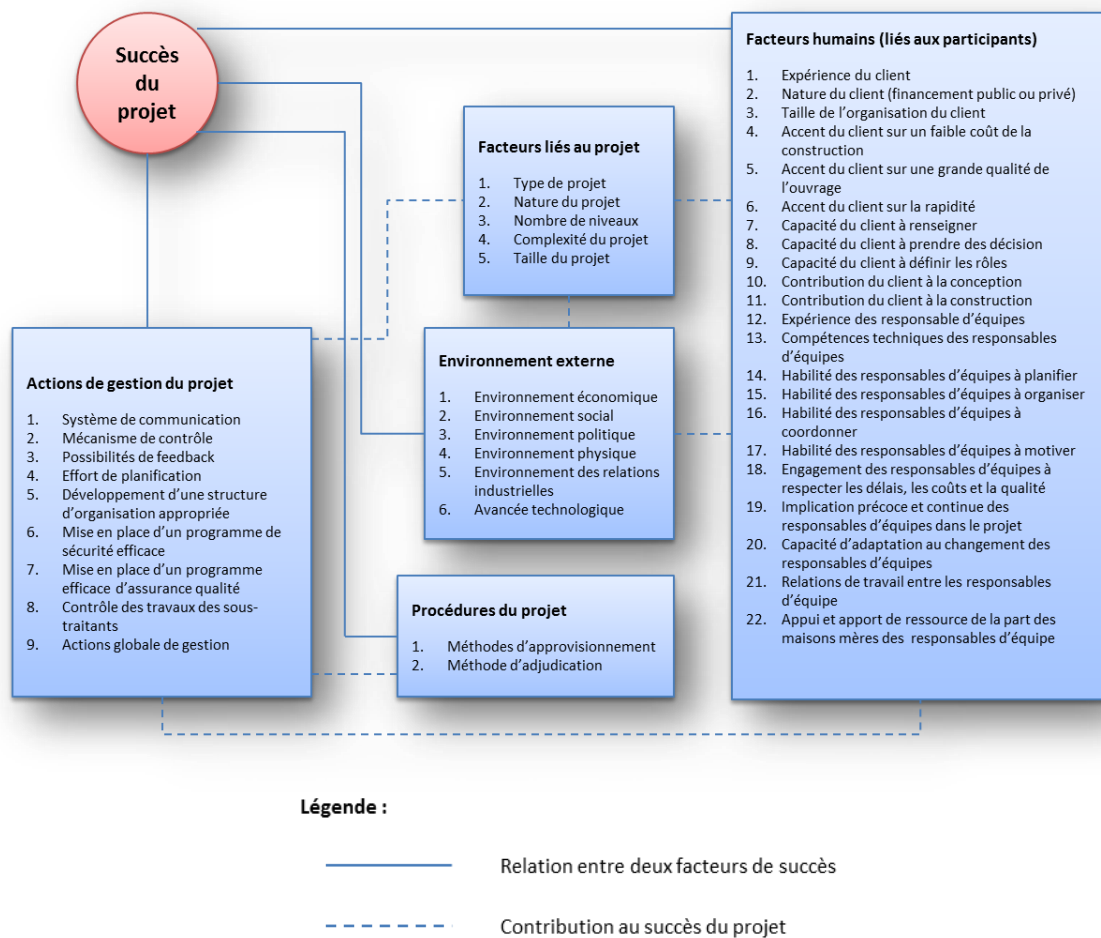 Succès
du
projet
Facteurs humains (liés aux participants)
1. Expérience du client
2. Nature du client (financement public ou privé)
3. Taille de l'organisation du client
4. Accent du client sur un faible coût de la
construction
5. Accent du client sur une grande qualité de
l'ouvrage
6. Accent du client sur la rapidité
7. Capacité du client à renseigner
8. Capacité du client à prendre des décision
9. Capacité du client à définir les rôles
10. Contribution du client à la conception
11. Contribution du client à la construction
12. Expérience des responsable d'équipes
13. Compétences techniques des responsables
d'équipes
14. Habilité des responsables d'équipes à planifier
15. Habilité des responsables d'équipes à organiser
16. Habilité des responsables d'équipes à
coordonner
17. Habilité des responsables d'équipes à motiver
18. Engagement des responsables d'équipes à
respecter les délais, les coûts et la qualité
19. Implication précoce et continue des
responsables d'équipes dans le projet
20. Capacité d'adaptation au changement des
responsables d'équipes
21. Relations de travail entre les responsables
d'équipe
22. Appui et apport de ressource de la part des
maisons mères des responsables d'équipe
Facteurs liés au projet
1. Type de projet
2. Nature du projet
3. Nombre de niveaux
4. Complexité du projet
5. Taille du projet
Environnement externe
1. Environnement économique
2. Environnement social
3. Environnement politique
4. Environnement physique
5. Environnement des relations
industrielles
6. Avancée technologique
Actions de gestion du projet
1. Système de communication
2. Mécanisme de contrôle
3. Possibilités de feedback
4. Effort de planification
5. Développement d'une structure
d'organisation appropriée
6. Mise en place d'un programme de
sécurité efficace
7. Mise en place d'un programme
efficace d'assurance qualité
8. Contrôle des travaux des sous-
traitants
9. Actions globale de gestion
Procédures du projet
1. Méthodes d'approvisionnement
2. Méthode d'adjudication
Légende :
Relation entre deux facteurs de succès
Contribution au succès du projet